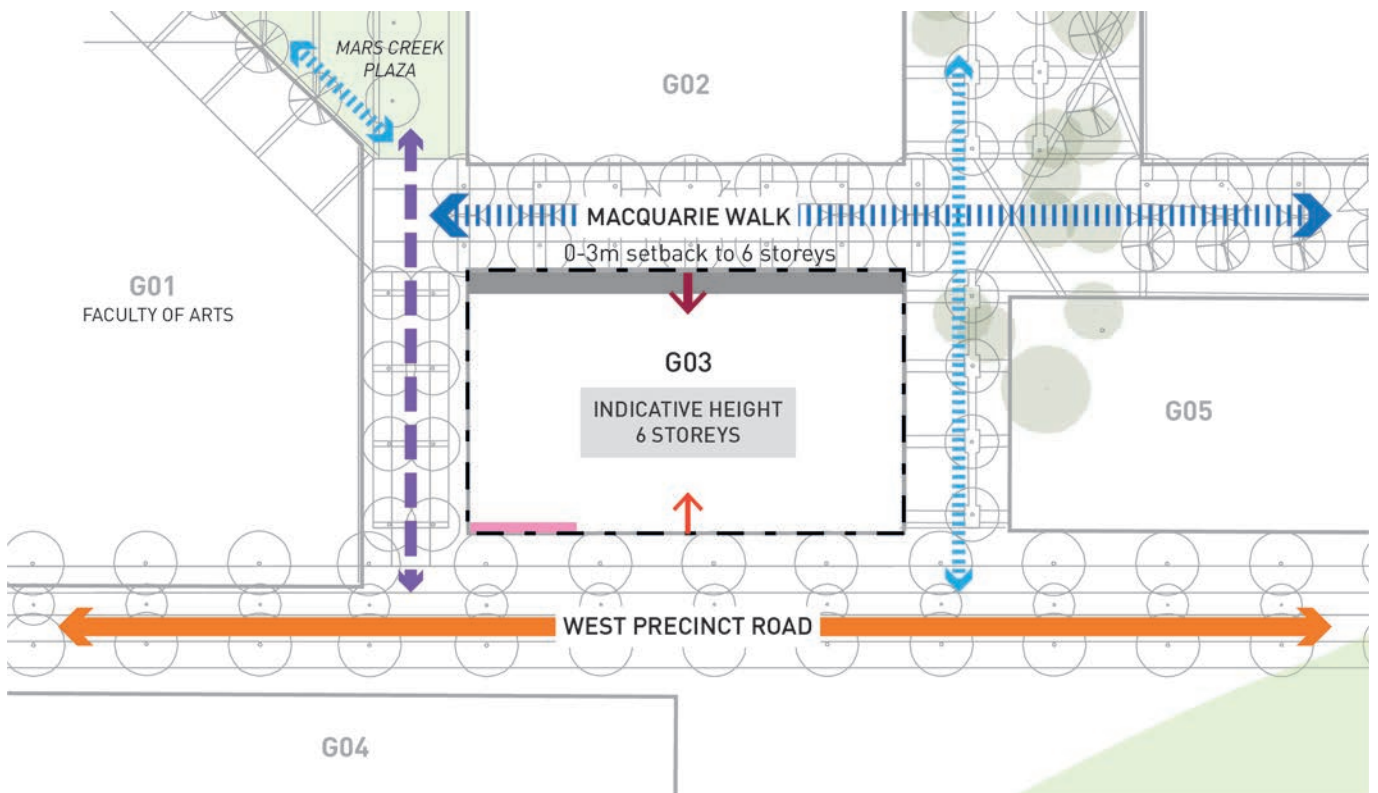 MARS CREEK
PLAZA
G02
MACQUARIE WALK
0-3m setback to 6 storeys
G01
FACULTY OF ARTS
G03
INDICATIVE HEIGHT
6 STOREYS
G05
WEST PRECINCT ROAD
G04